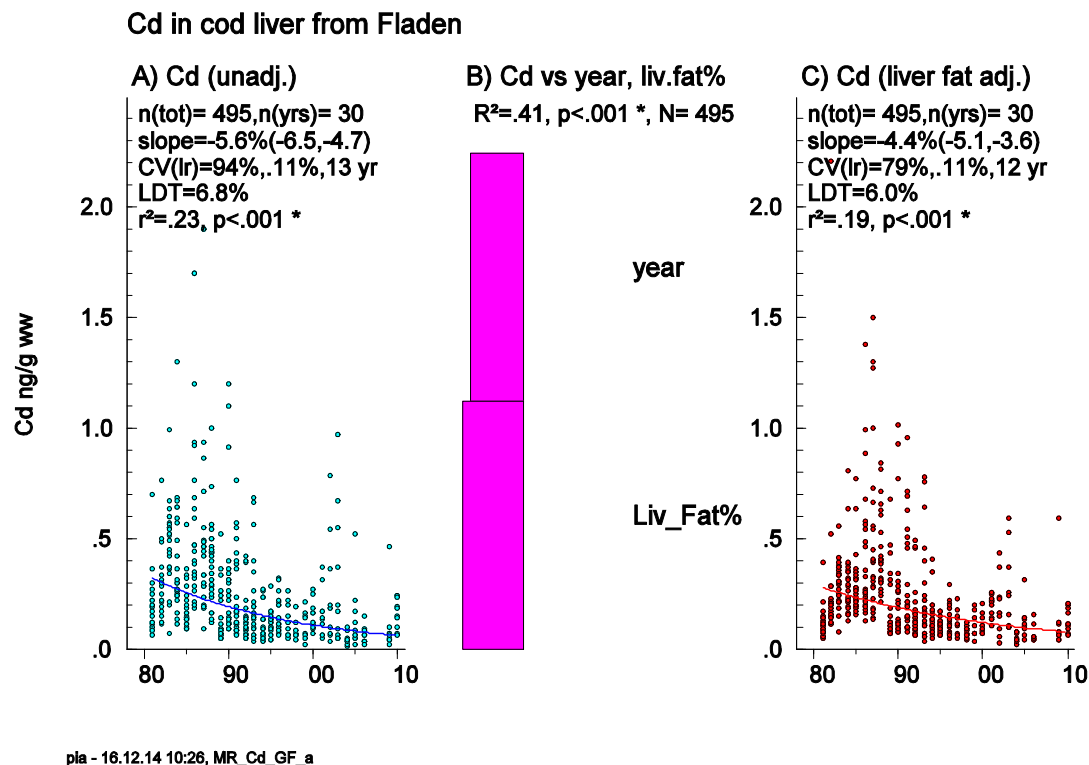 Cd in cod liver from Fladen
A) Cd (unadj.)
n(tot)= 495,n(yrs)= 30
slope=-5.6%(-6.5,-4.7)
CV(lr)=94%,.11%,13 yr
LDT=6.8%
r²=.23, p<.001 *
2.0
1.5
1.0
.5
.0
Cd ng/g ww
80 90 00 10
B) Cd vs year, liv.fat%
R²=.41, p<.001 *, N= 495
year
Liv_Fat%
C) Cd (liver fat adj.)
n(tot)= 495,n(yrs)= 30
slope=-4.4%(-5.1,-3.6)
CV(lr)=79%,.11%,12 yr
LDT=6.0%
r²=.19, p<.001 *
2.0
1.5
1.0
.5
.0
80 90 00 10
pia - 16.12.14 10:26, MR_Cd_GF_a